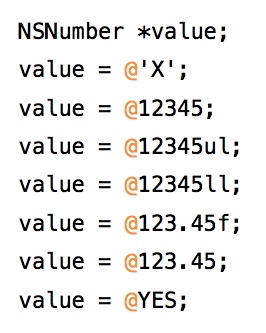 NSNumber *value;
value = @'X';
value = @12345;
value = @12345ul;
value = @12345ll;
value = @123.45f;
value = @123.45;
value = @YES;